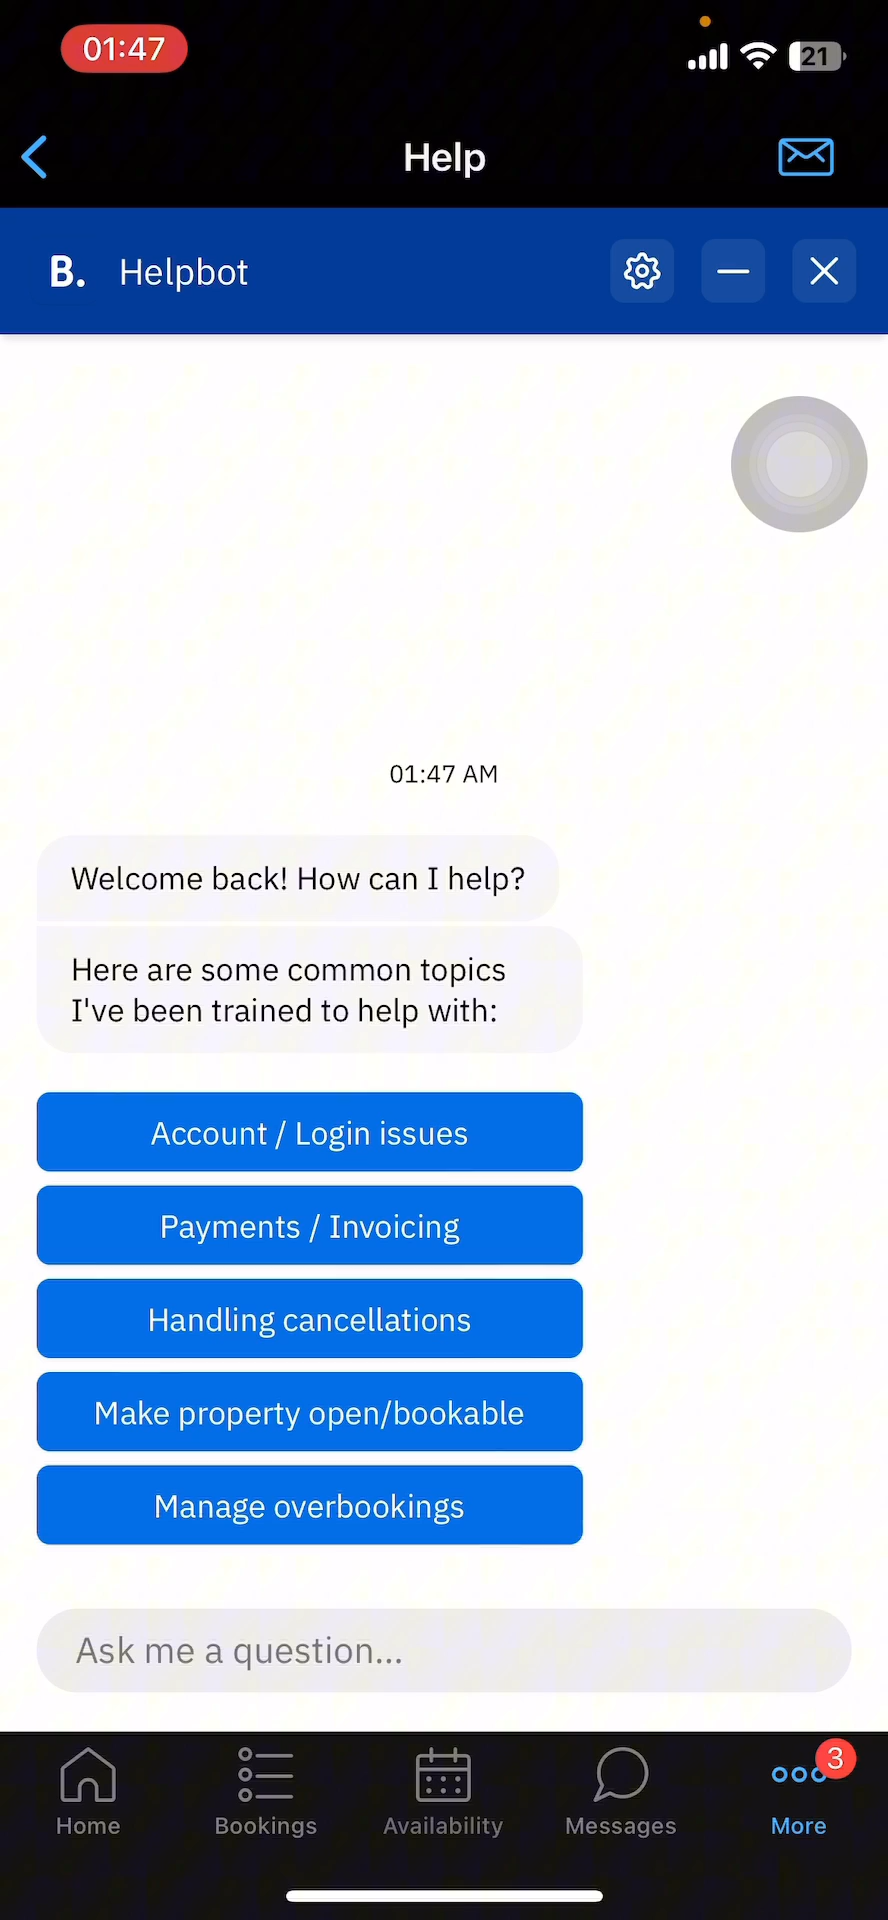 01:47
21
Help
B. Helpbot
01:47 AM
Welcome back! How can I help?
Here are some common topics
I've been trained to help with:
Account / Login issues
Payments / Invoicing
Handling cancellations
Make property open/bookable
Manage overbookings
Ask me a question...
3
Home
Bookings
Availability
Messages
More